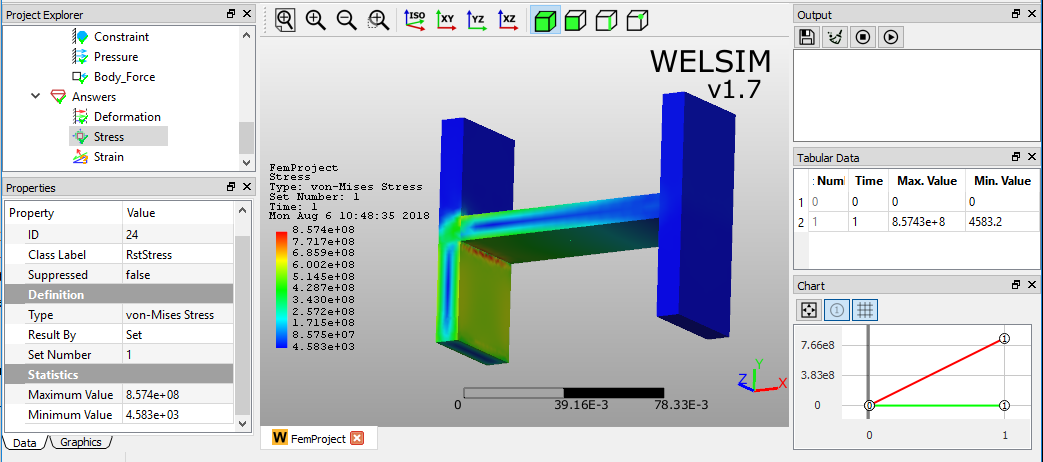 Project Explorer
Constraint
Pressure
Body_Force
Answers
Deformation
Stress
Strain
Properties
Property Value
ID 24
Class Label RstStress
Suppressed false
Definition
Type von-Mises Stress
Result By Set
Set Number 1
Statistics
Maximum Value 8.574e+08
Minimum Value 4.583e+03
Data Graphics
ISO XY YZ XZ
WELSIM
v1.7
FemProject
Stress
Type: von-Mises Stress
Set Number: 1
Time: 1
Mon Aug 6 10:48:35 2018
8.574e+08
7.717e+08
6.859e+08
6.002e+08
5.145e+08
4.287e+08
3.430e+08
2.572e+08
1.715e+08
8.575e+07
4.583e+03
Y
Z X
0 39.16E-3 78.33E-3
W FemProject
Output
Tabular Data
: Num Time Max. Value Min. Value
1 0 0 0 0
2 1 1 8.5743e+8 4583.2
Chart
1
7.66e8
3.83e8
0
0 1 1
0 1